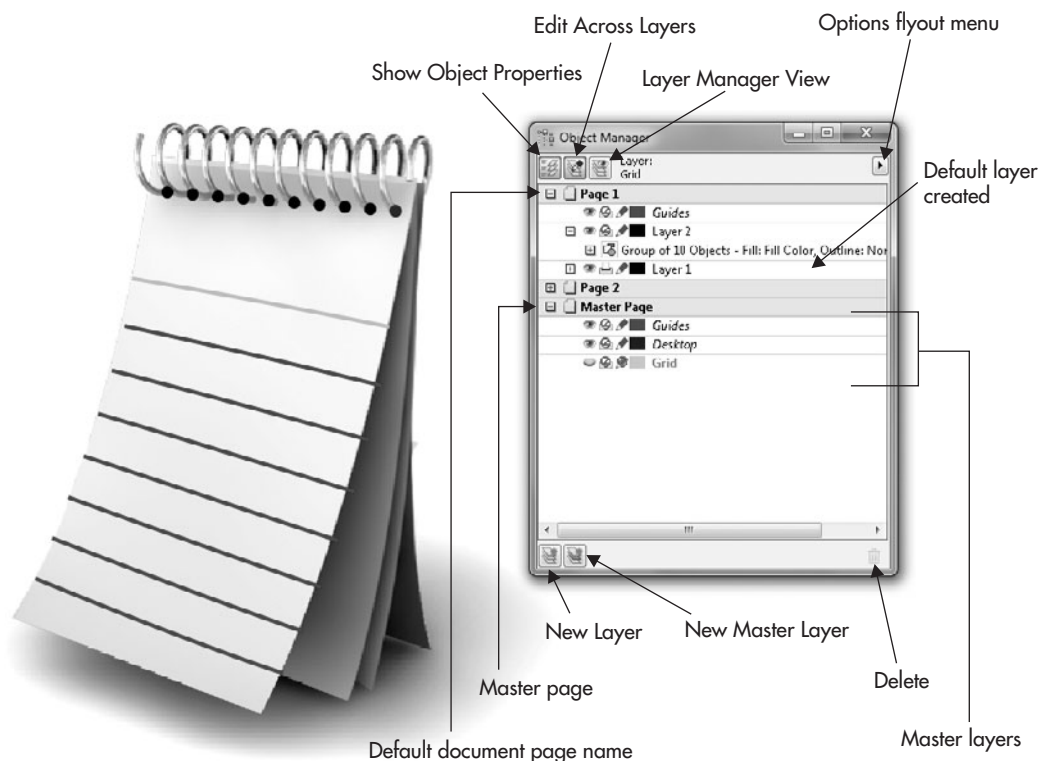 Edit Across Layers
Options flyout menu
Show Object Properties
Layer Manager View
Object Manager
Layer:
Grid
Default layer
created
Page 1
Guides
Layer 2
Group of 10 Objects - Fill: Fill Color, Outline: Nor
Layer 1
Page 2
Master Page
Guides
Desktop
Grid
New Layer
New Master Layer
Master page
Delete
Default document page name
Master layers